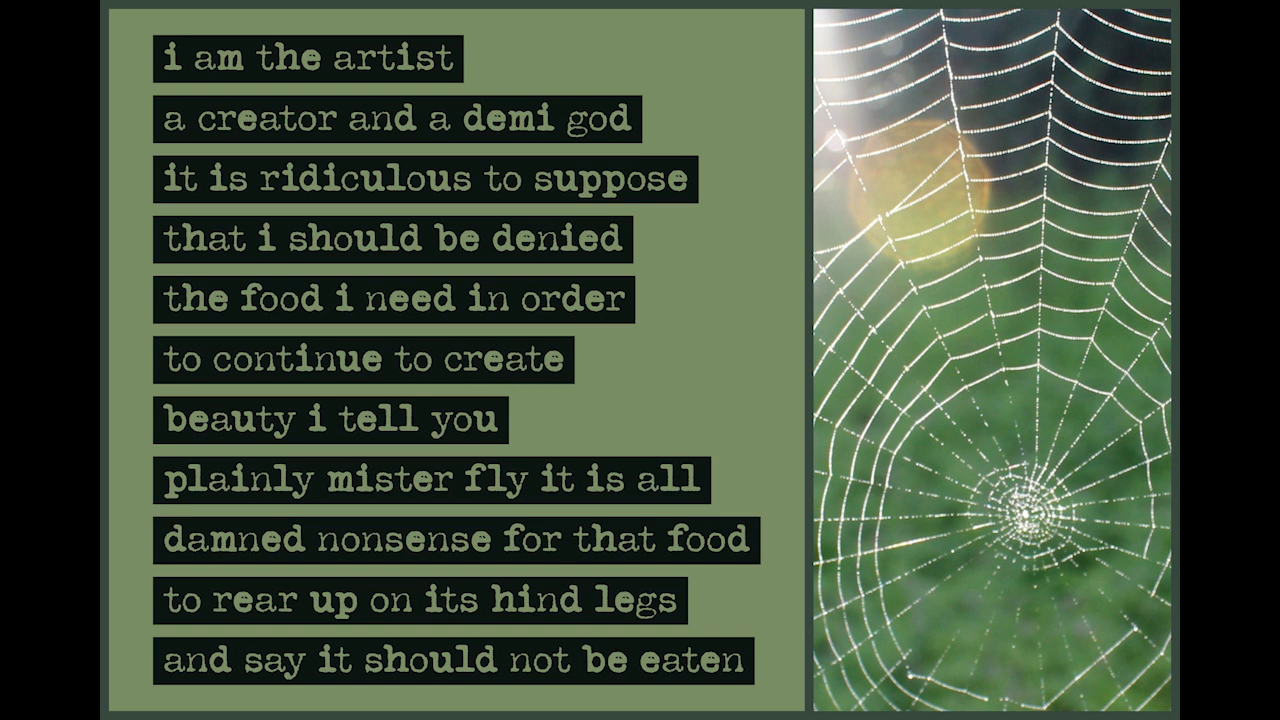 i am the artist
a creator and a demi god
it is ridiculous to suppose
that i should be denied
the food i need in order
to continue to create
beauty i tell you
plainly mister fly it is all
damned nonsense for that food
to rear up on its hind legs
and say it should not be eaten